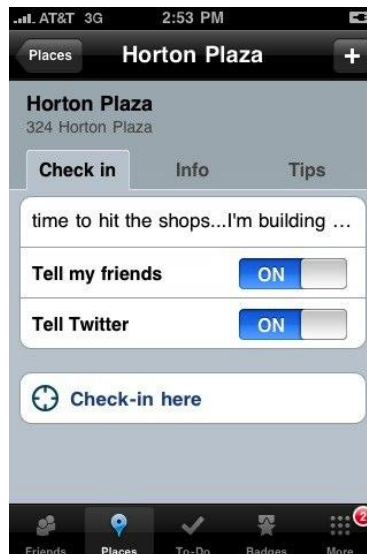 AT&T 3G 2:53 PM
Places Horton Plaza +
Horton Plaza
324 Horton Plaza
Check in Info Tips
time to hit the shops...I'm building ...
Tell my friends ON
Tell Twitter ON
Check-in here
2
Friends Places To-Do Badges More